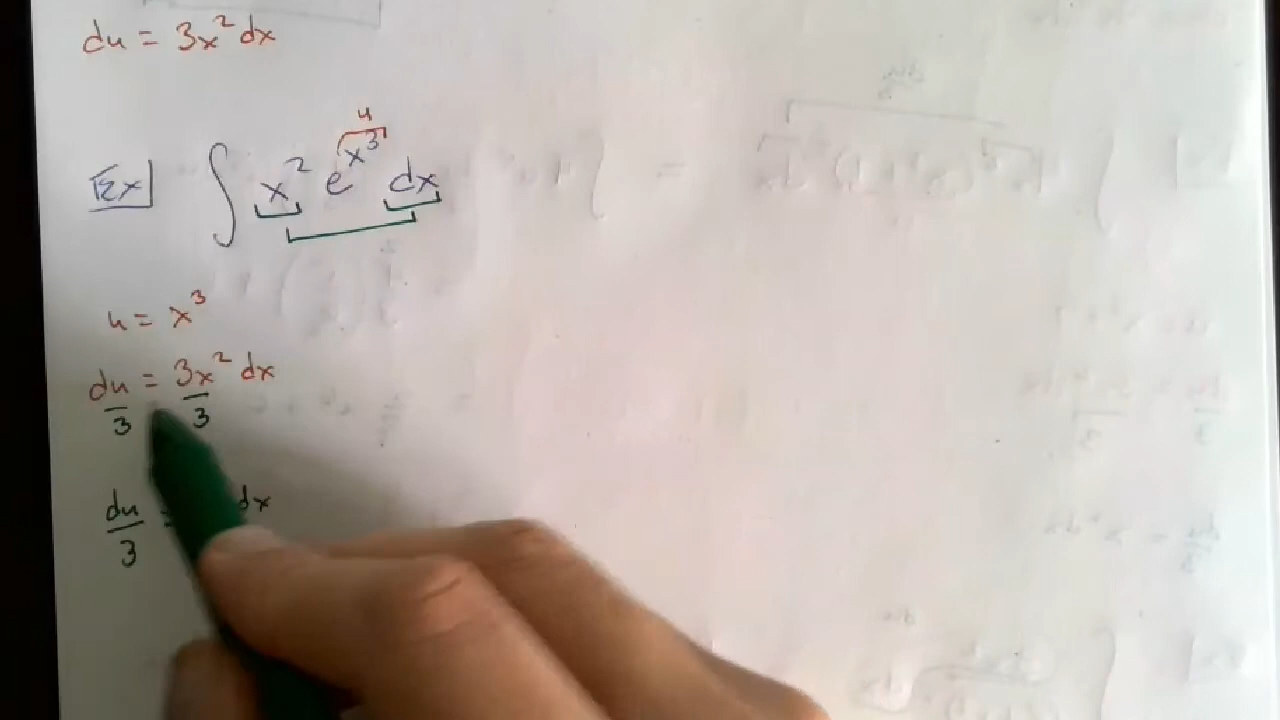 du = 3x² dx
u
Ex ∫ x² e^x³ dx
u = x³
du = 3x² dx
3 3
du/3 = dx